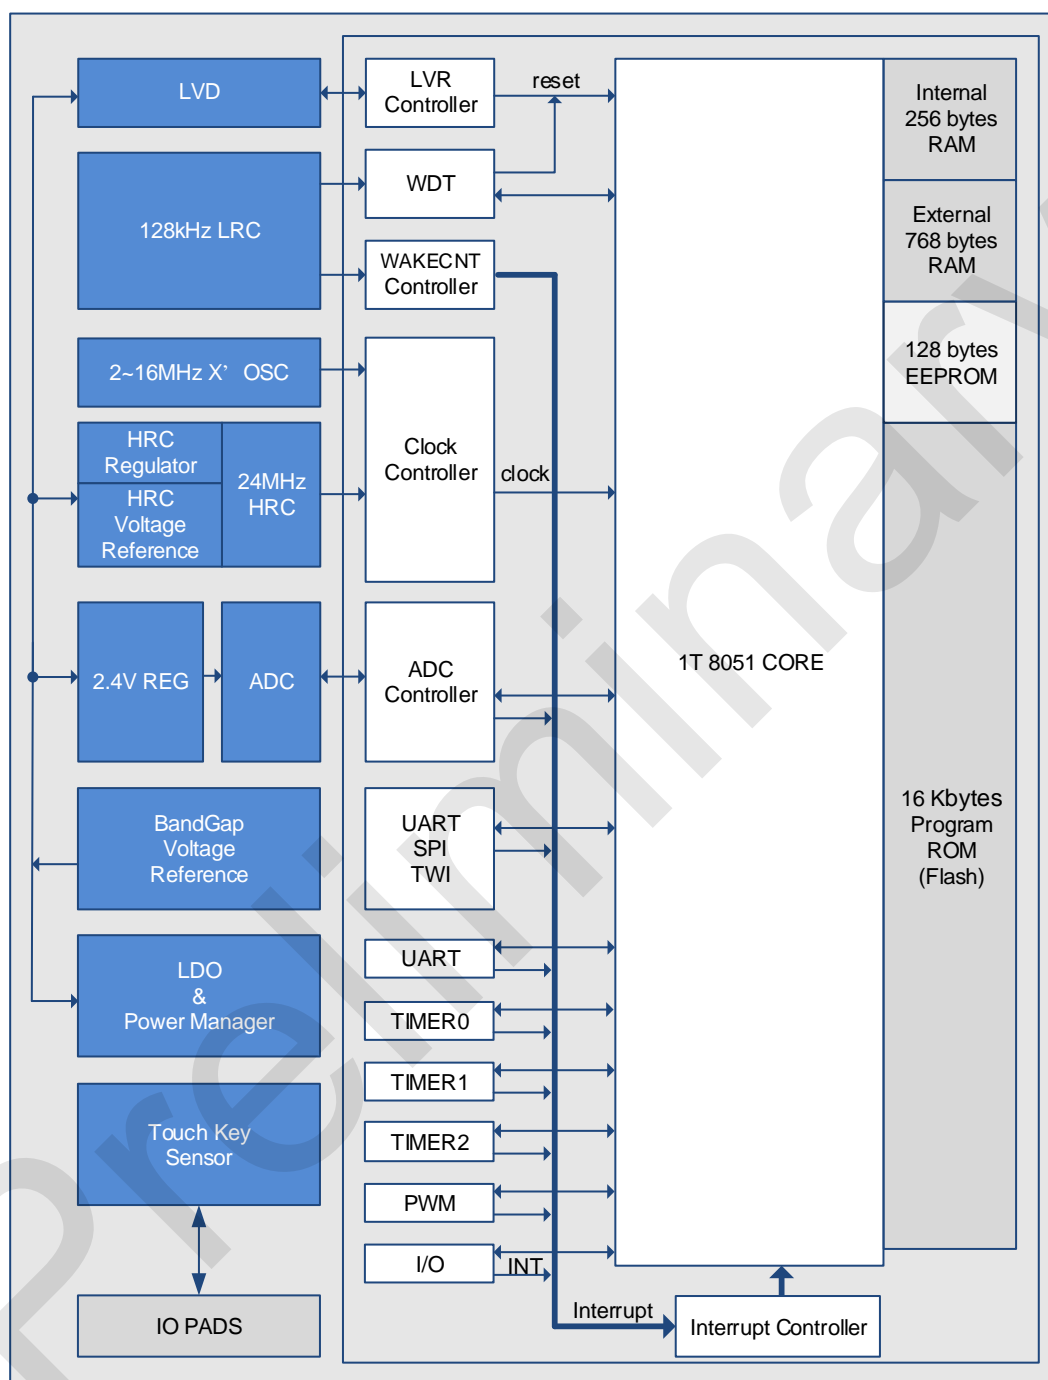 LVD
LVR
Controller
reset
Internal
256 bytes
RAM
128kHz LRC
WDT
External
768 bytes
RAM
WAKECNT
Controller
2~16MHz X’ OSC
128 bytes
EEPROM
HRC
Regulator
HRC
Voltage
Reference
24MHz
HRC
Clock
Controller
clock
2.4V REG
ADC
ADC
Controller
1T 8051 CORE
BandGap
Voltage
Reference
UART
SPI
TWI
16 Kbytes
Program
ROM
(Flash)
LDO
&
Power Manager
UART
TIMER0
TIMER1
Touch Key
Sensor
TIMER2
PWM
I/O
INT
IO PADS
Interrupt
Interrupt Controller
Preliminary